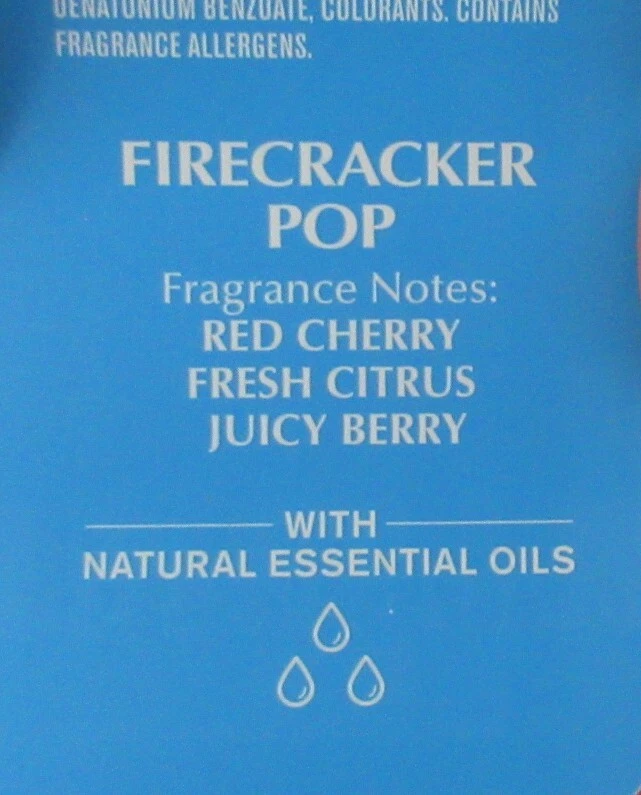 DENATONIUM BENZOATE, COLORANTS. CONTAINS
FRAGRANCE ALLERGENS.
FIRECRACKER
POP
Fragrance Notes:
RED CHERRY
FRESH CITRUS
JUICY BERRY
WITH
NATURAL ESSENTIAL OILS